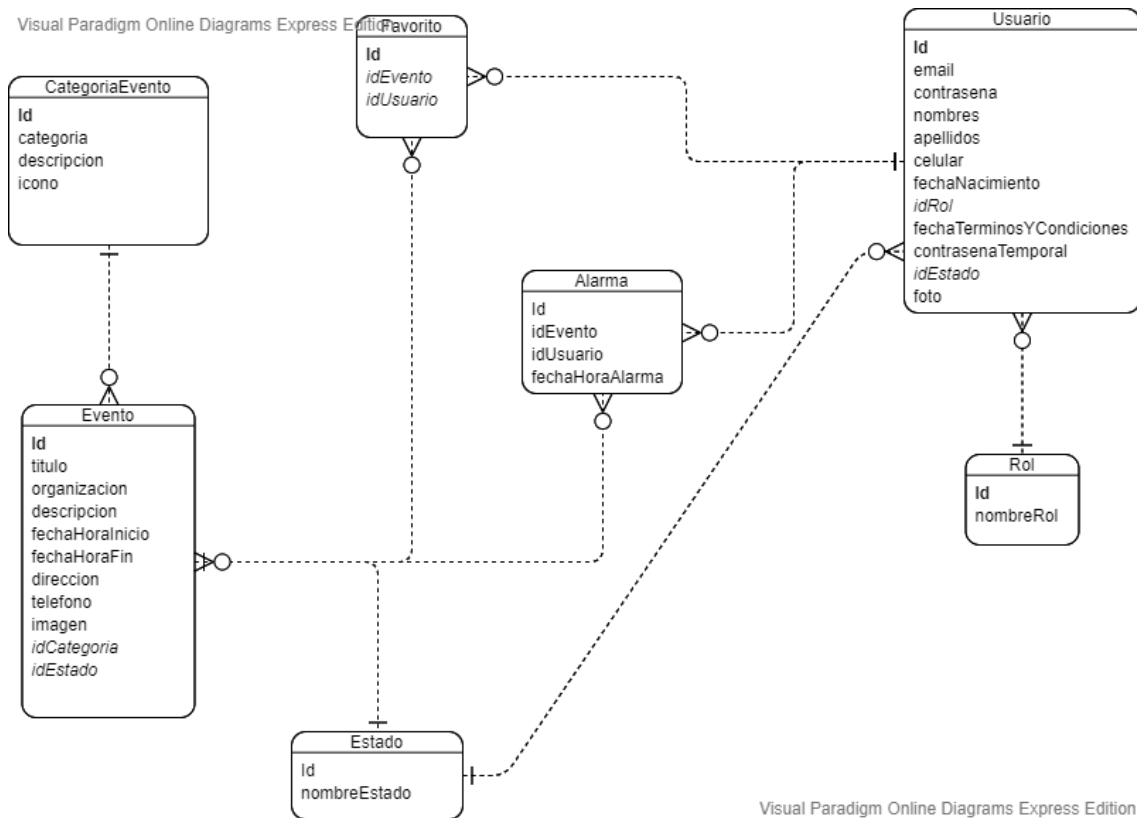 Visual Paradigm Online Diagrams Express Edition
Favorito
Id
idEvento
idUsuario
Usuario
Id
email
contrasena
nombres
apellidos
celular
fechaNacimiento
idRol
fechaTerminosYCondiciones
contrasenaTemporal
idEstado
foto
CategoriaEvento
Id
categoria
descripcion
icono
Alarma
Id
idEvento
idUsuario
fechaHoraAlarma
Evento
Id
titulo
organizacion
descripcion
fechaHoraInicio
fechaHoraFin
direccion
telefono
imagen
idCategoria
idEstado
Rol
Id
nombreRol
Estado
Id
nombreEstado
Visual Paradigm Online Diagrams Express Edition